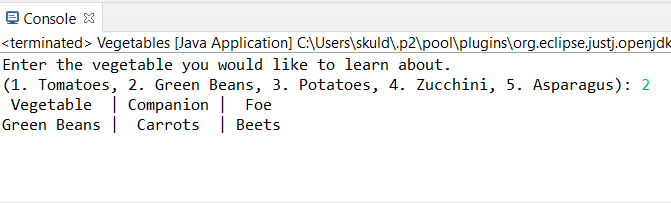 Console
<terminated> Vegetables [Java Application] C:\Users\skuld\.p2\pool\plugins\org.eclipse.justj.openjdk
Enter the vegetable you would like to learn about.
(1. Tomatoes, 2. Green Beans, 3. Potatoes, 4. Zucchini, 5. Asparagus): 2
 Vegetable  | Companion |  Foe
Green Beans |  Carrots  | Beets